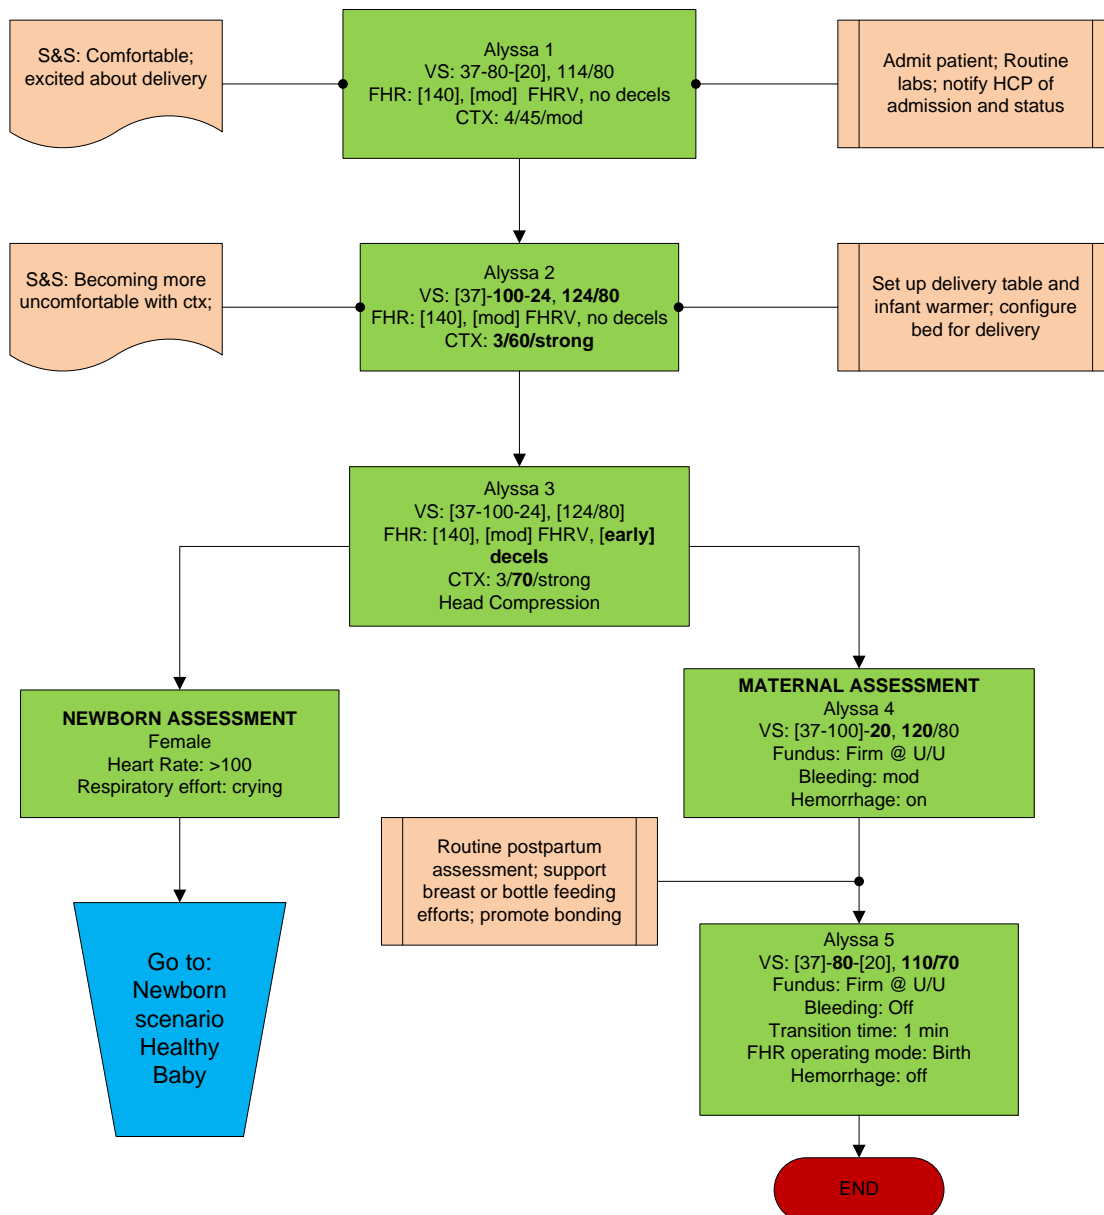 S&S: Comfortable;
excited about delivery
Alyssa 1
VS: 37-80-[20], 114/80
FHR: [140], [mod]  FHRV, no decels
CTX: 4/45/mod
Admit patient; Routine
labs; notify HCP of
admission and status
S&S: Becoming more
uncomfortable with ctx;
Alyssa 2
VS: [37]-100-24, 124/80
FHR: [140], [mod] FHRV, no decels
CTX: 3/60/strong
Set up delivery table and
infant warmer; configure
bed for delivery
Alyssa 3
VS: [37-100-24], [124/80]
FHR: [140], [mod] FHRV, [early]
decels
CTX: 3/70/strong
Head Compression
NEWBORN ASSESSMENT
Female
Heart Rate: >100
Respiratory effort: crying
MATERNAL ASSESSMENT
Alyssa 4
VS: [37-100]-20, 120/80
Fundus: Firm @ U/U
Bleeding: mod
Hemorrhage: on
Routine postpartum
assessment; support
breast or bottle feeding
efforts; promote bonding
Go to:
Newborn
scenario
Healthy
Baby
Alyssa 5
VS: [37]-80-[20], 110/70
Fundus: Firm @ U/U
Bleeding: Off
Transition time: 1 min
FHR operating mode: Birth
Hemorrhage: off
END